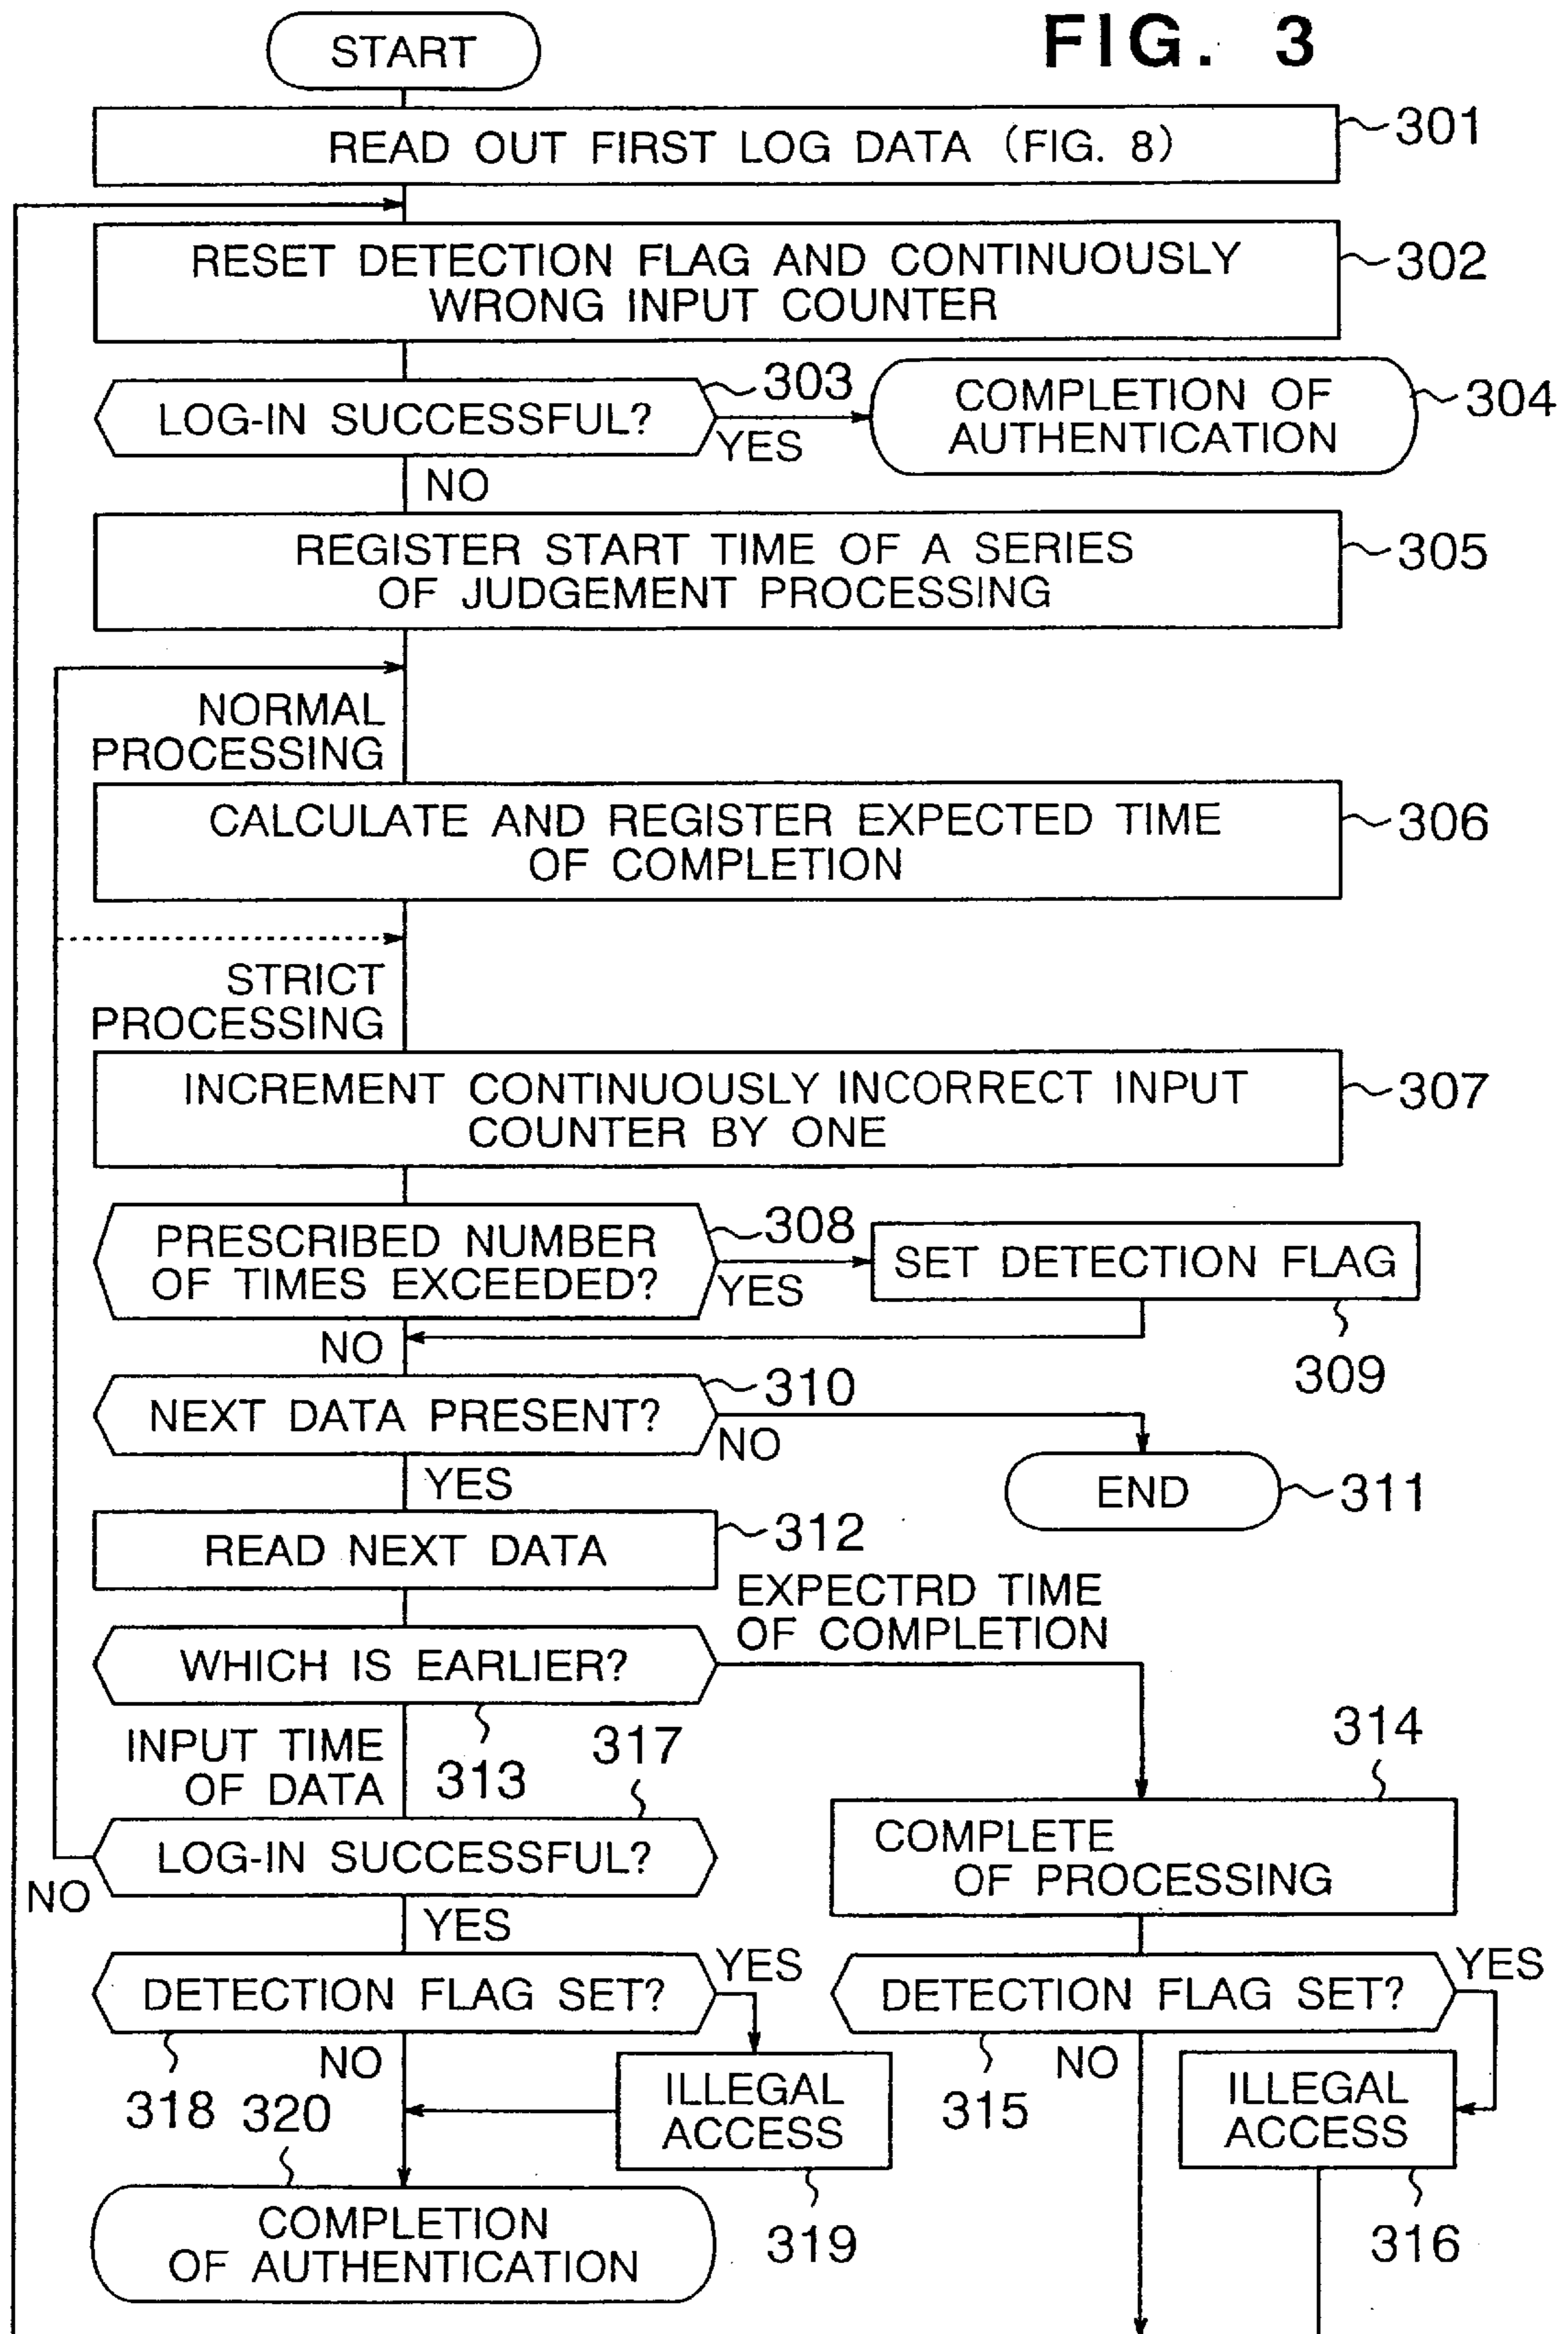 FIG. 3
START
READ OUT FIRST LOG DATA (FIG. 8)
301
RESET DETECTION FLAG AND CONTINUOUSLY
WRONG INPUT COUNTER
302
LOG-IN SUCCESSFUL?
303
YES
COMPLETION OF
AUTHENTICATION
304
NO
REGISTER START TIME OF A SERIES
OF JUDGEMENT PROCESSING
305
NORMAL
PROCESSING
CALCULATE AND REGISTER EXPECTED TIME
OF COMPLETION
306
STRICT
PROCESSING
INCREMENT CONTINUOUSLY INCORRECT INPUT
COUNTER BY ONE
307
PRESCRIBED NUMBER
OF TIMES EXCEEDED?
308
YES
SET DETECTION FLAG
309
NO
NEXT DATA PRESENT?
310
NO
END
311
YES
READ NEXT DATA
312
WHICH IS EARLIER?
EXPECTRD TIME
OF COMPLETION
313
INPUT TIME
OF DATA
317
314
LOG-IN SUCCESSFUL?
NO
COMPLETE
OF PROCESSING
YES
DETECTION FLAG SET?
YES
DETECTION FLAG SET?
YES
318
NO
ILLEGAL
ACCESS
315
NO
ILLEGAL
ACCESS
320
319
316
COMPLETION
OF AUTHENTICATION